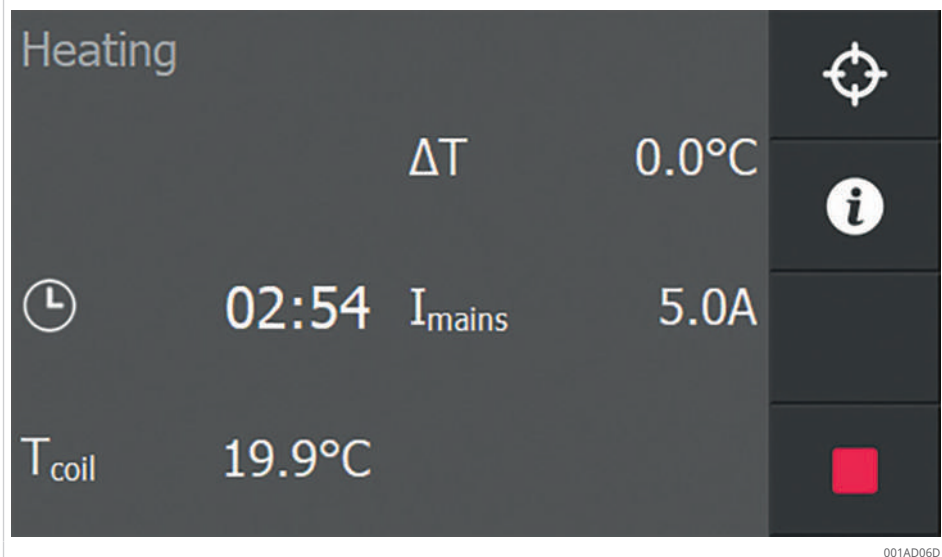 Heating
ΔT 0.0°C
02:54 Imains 5.0A
Tcoil 19.9°C
001AD06D